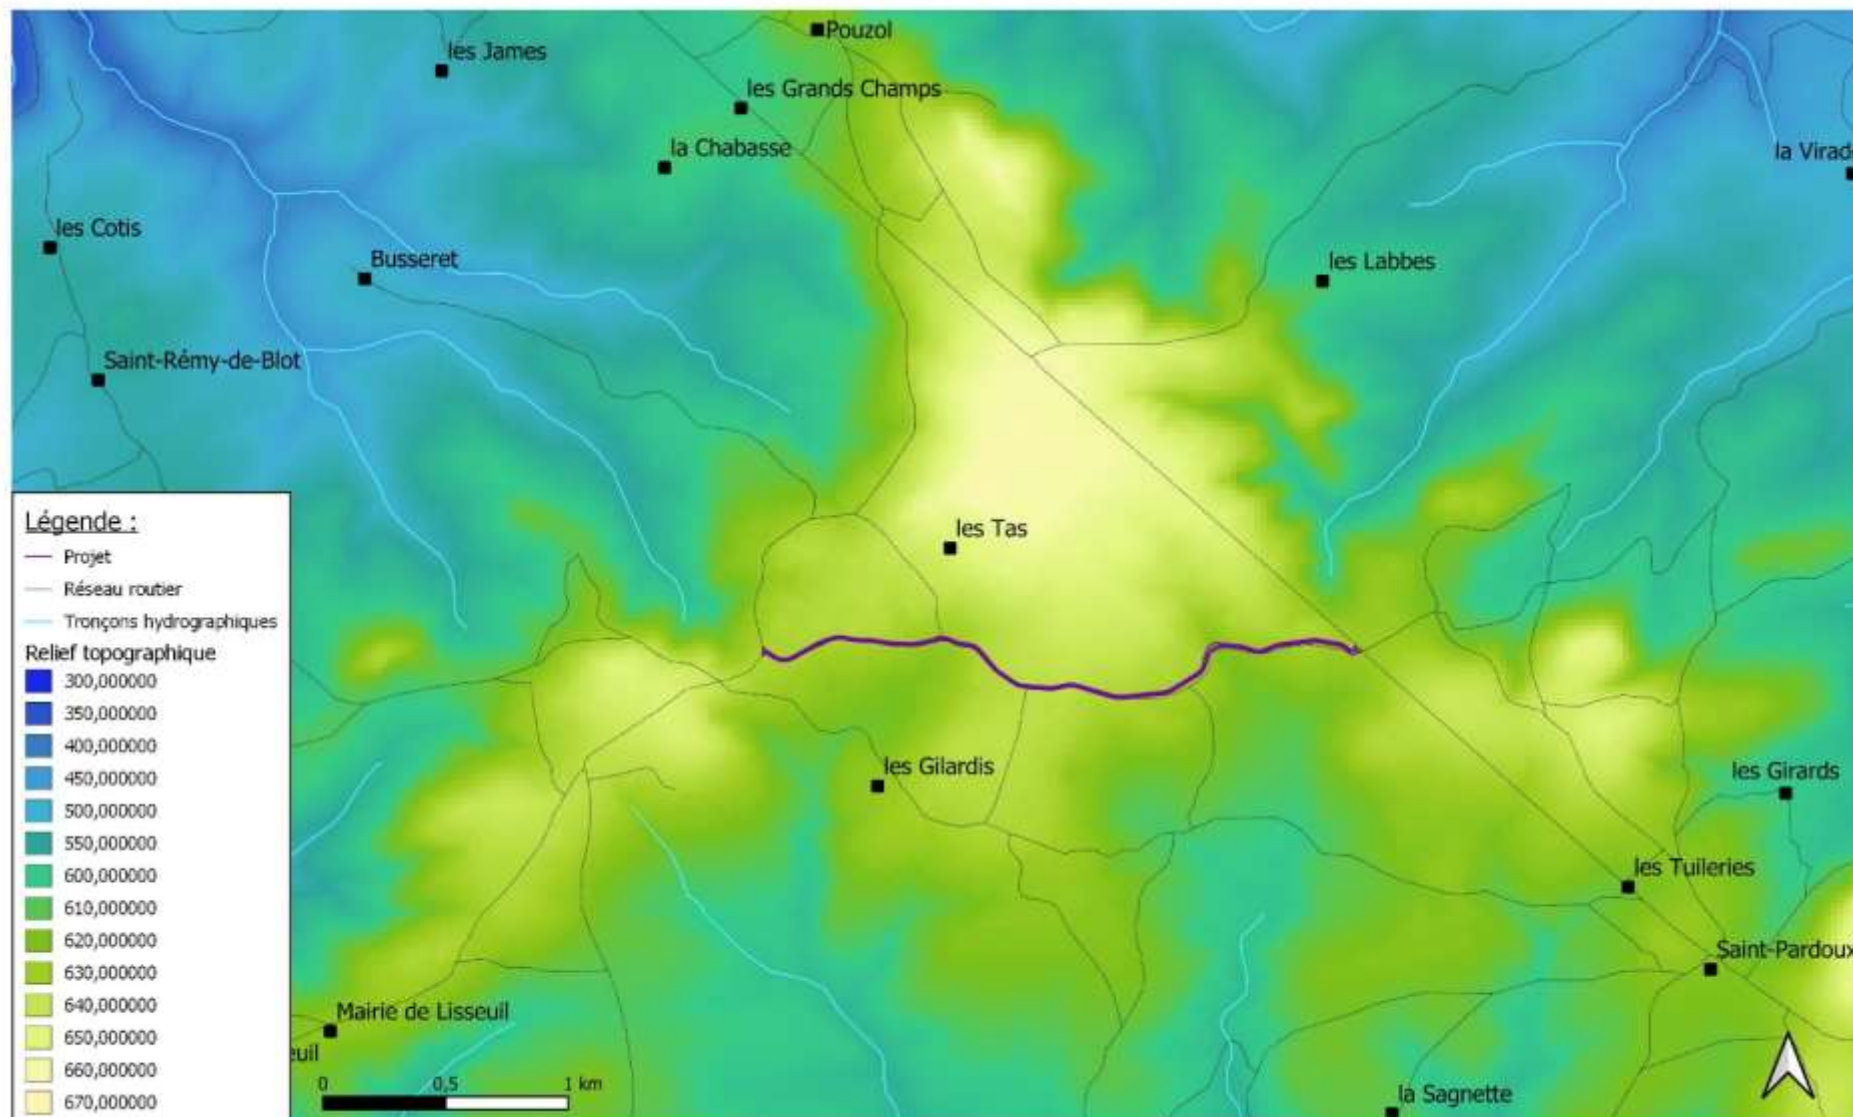 Pouzol
les James
les Grands Champs
la Chabasse
la Virad
les Cotis
Busseret
les Labbes
Saint-Rémy-de-Blot
les Tas
Légende :
Projet
Réseau routier
Tronçons hydrographiques
Relief topographique
300,000000
350,000000
400,000000
450,000000
500,000000
550,000000
600,000000
610,000000
620,000000
630,000000
640,000000
650,000000
660,000000
670,000000
les Gilardis
les Girards
les Tuileries
Saint-Pardoux
Mairie de Lisseuil
euil
0 0,5 1 km
la Sagnette